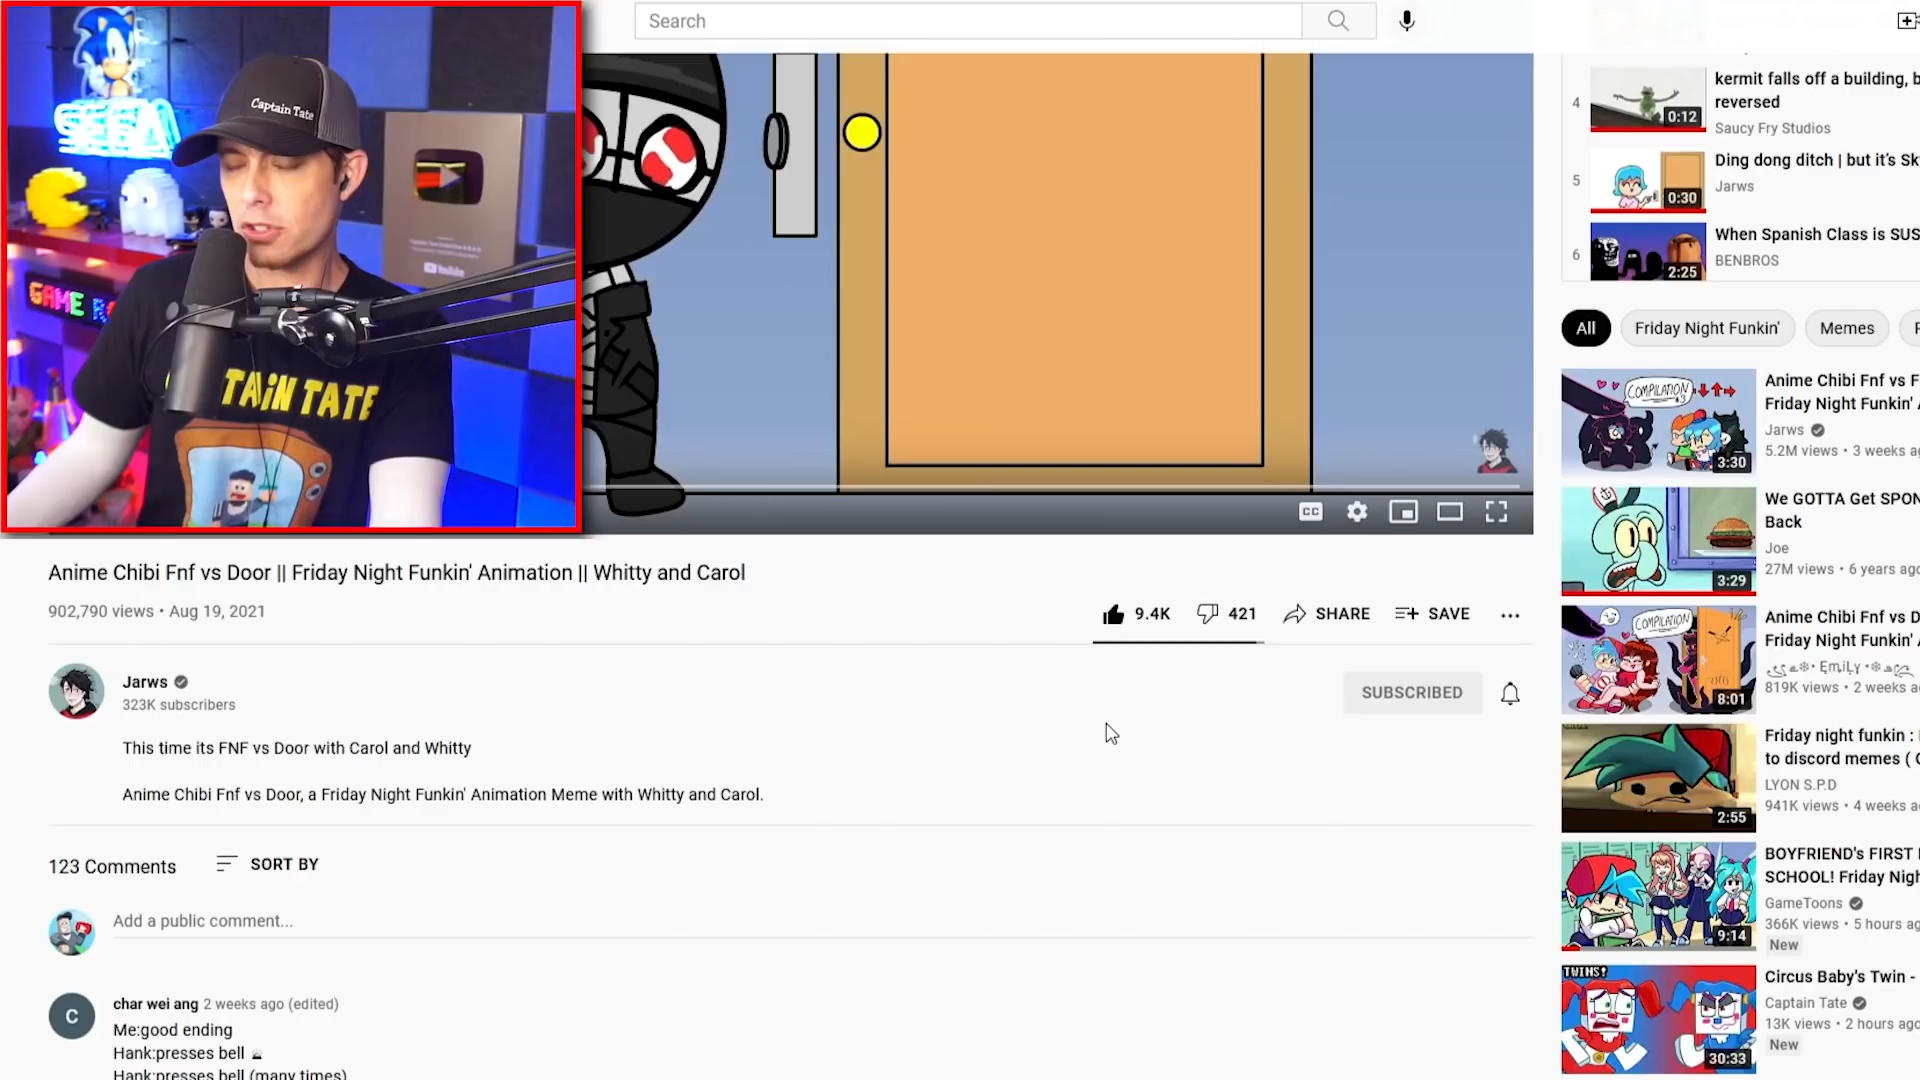 Search
SEGA
Captain Tate
YouTube
GAME
TAIN TATE
CC
Anime Chibi Fnf vs Door || Friday Night Funkin' Animation || Whitty and Carol
902,790 views • Aug 19, 2021
9.4K
421
SHARE
SAVE
Jarws
323K subscribers
SUBSCRIBED
This time its FNF vs Door with Carol and Whitty
Anime Chibi Fnf vs Door, a Friday Night Funkin' Animation Meme with Whitty and Carol.
123 Comments
SORT BY
Add a public comment...
C
char wei ang 2 weeks ago (edited)
Me:good ending
Hank:presses bell
Hank:presses bell (many times)
4
0:12
kermit falls off a building, b
reversed
Saucy Fry Studios
5
0:30
Ding dong ditch | but it's Sk
Jarws
6
2:25
When Spanish Class is SUS
BENBROS
All
Friday Night Funkin'
Memes
COMPILATION
#3
3:30
Anime Chibi Fnf vs F
Friday Night Funkin'
Jarws
5.2M views • 3 weeks ag
3:29
We GOTTA Get SPON
Back
Joe
27M views • 6 years ago
COMPILATION
8:01
Anime Chibi Fnf vs D
Friday Night Funkin'
819K views • 2 weeks a
2:55
Friday night funkin :
to discord memes (
LYON S.P.D
941K views • 4 weeks a
9:14
BOYFRIEND's FIRST
SCHOOL! Friday Nigh
GameToons
366K views • 5 hours ag
New
TWINS!
30:33
Circus Baby's Twin -
Captain Tate
13K views • 2 hours ago
New